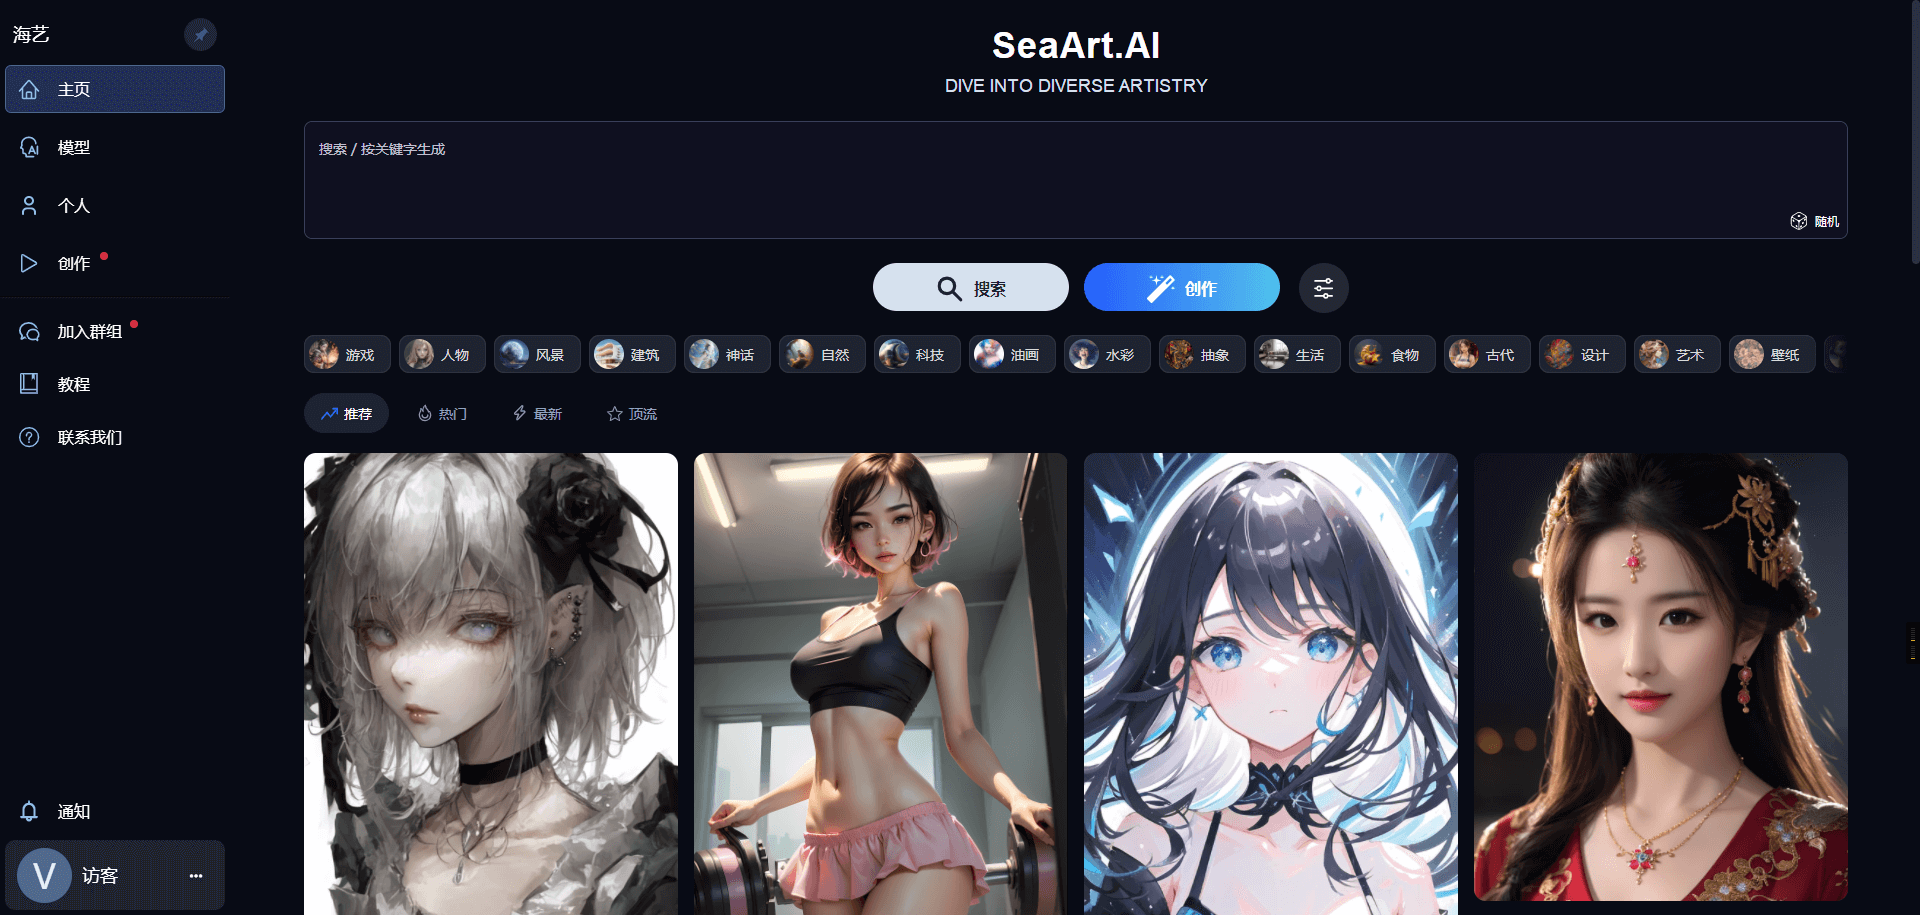 海艺
主页
模型
个人
创作
加入群组
教程
联系我们
通知
V 访客
SeaArt.AI
DIVE INTO DIVERSE ARTISTRY
搜索 / 按关键字生成
随机
搜索
创作
游戏 人物 风景 建筑 神话 自然 科技 油画 水彩 抽象 生活 食物 古代 设计 艺术 壁纸
推荐 热门 最新 顶流